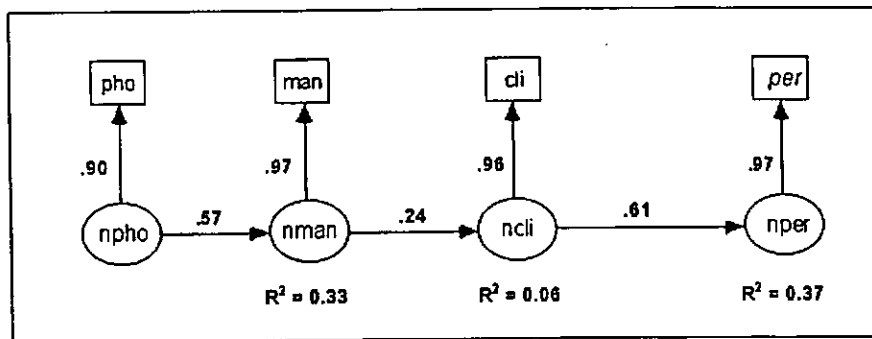 pho man cli per
.90 .97 .96 .97
npho .57 nman .24 ncli .61 nper
R² = 0.33 R² = 0.06 R² = 0.37